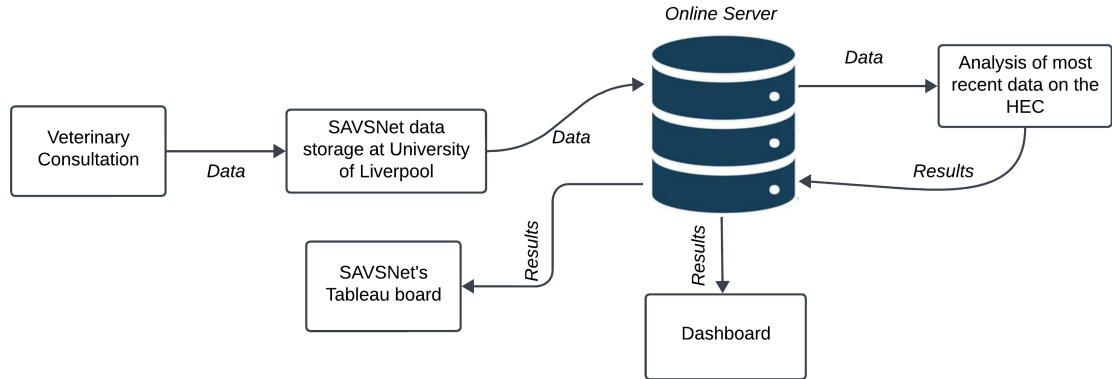 Online Server
Data
Analysis of most
recent data on the
HEC
Veterinary
Consultation
Data
SAVSNet data
storage at University
of Liverpool
Data
Results
SAVSNet's
Tableau board
Results
Results
Dashboard